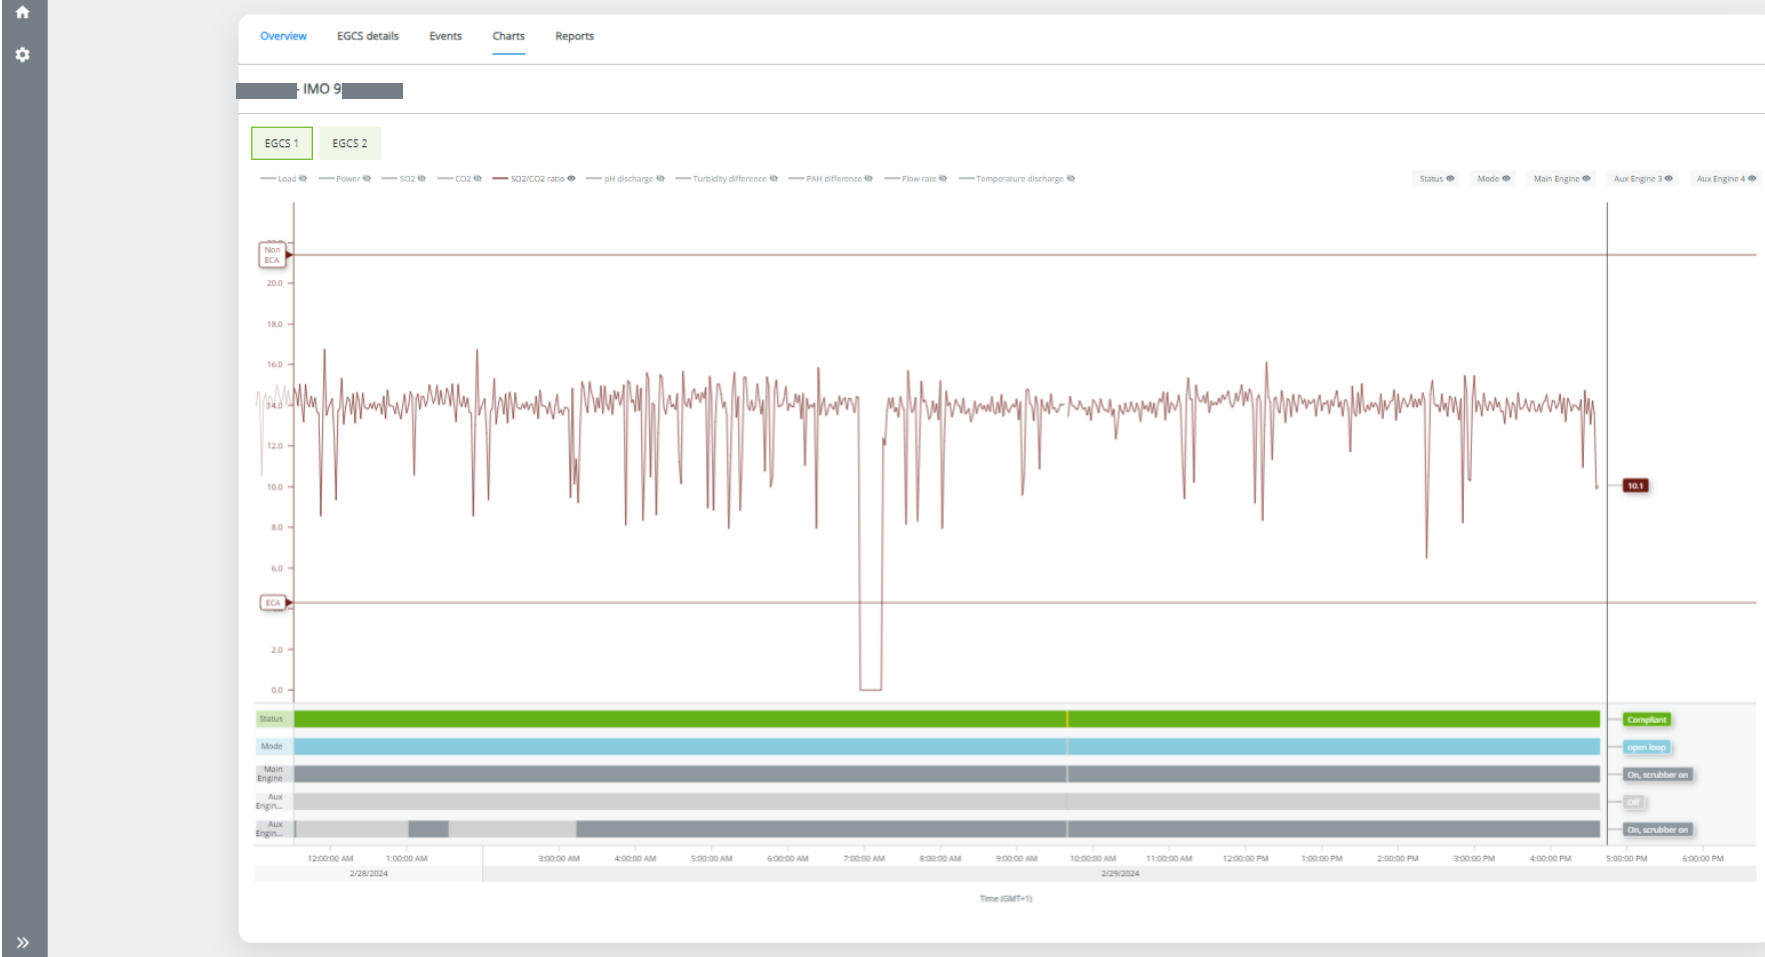 Overview EGCS details Events Charts Reports
- IMO 9
EGCS 1 EGCS 2
Load Power SO2 CO2 SO2/CO2 ratio pH discharge Turbidity difference PAH difference Flow rate Temperature discharge Status Mode Main Engine Aux Engine 3 Aux Engine 4
Non
ECA
20.0
18.0
16.0
14.0
12.0
10.0
10.1
8.0
6.0
ECA
2.0
0.0
Status Compliant
Mode open loop
Main
Engine
On, scrubber on
Aux
Engin...
Off
Aux
Engin...
On, scrubber on
12:00:00 AM 1:00:00 AM 3:00:00 AM 4:00:00 AM 5:00:00 AM 6:00:00 AM 7:00:00 AM 8:00:00 AM 9:00:00 AM 10:00:00 AM 11:00:00 AM 12:00:00 PM 1:00:00 PM 2:00:00 PM 3:00:00 PM 4:00:00 PM 5:00:00 PM 6:00:00 PM
2/28/2024 2/29/2024
Time (GMT+1)